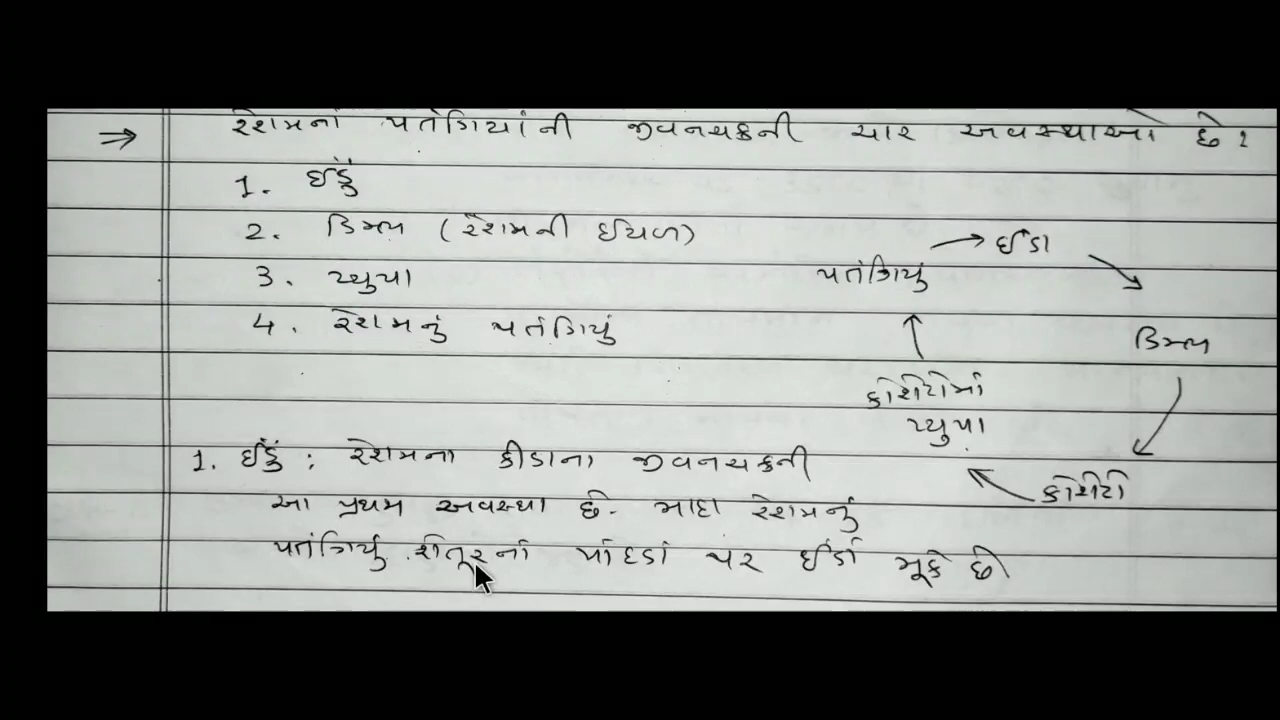 ⇒ રેશમનાં પતંગિયાંની જીવનચક્રની ચાર અવસ્થાઓ છે :
1. ઈંડું
2. ડિમ્ભ (રેશમની ઈયળ)
3. પ્યુપા
4. રેશમનું પતંગિયું
પતંગિયું → ઈંડા
ડિમ્ભ
કોશેટોમાં
પ્યુપા
કોશેટો
1. ઈંડું : રેશમના કીડાના જીવનચક્રની
આ પ્રથમ અવસ્થા છે. માદા રેશમનું
પતંગિયું શેતૂરનાં પાંદડાં પર ઈંડાં મૂકે છે